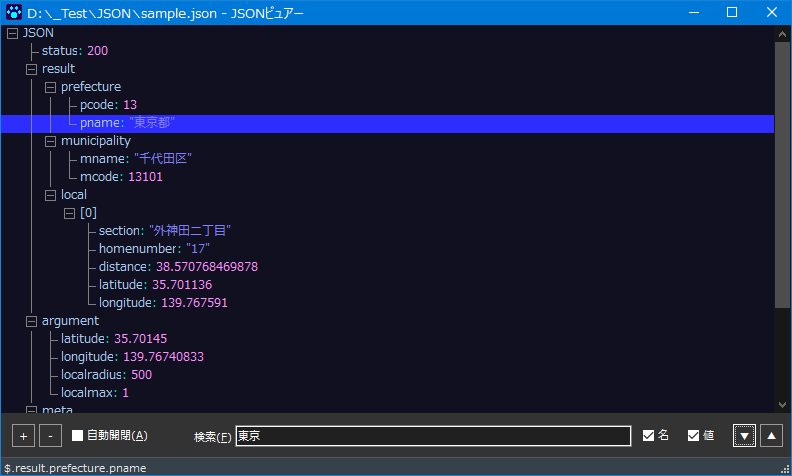 D:\_Test\JSON\sample.json - JSONビュアー
JSON
status: 200
result
prefecture
pcode: 13
pname: "東京都"
municipality
mname: "千代田区"
mcode: 13101
local
[0]
section: "外神田二丁目"
homenumber: "17"
distance: 38.570768469878
latitude: 35.701136
longitude: 139.767591
argument
latitude: 35.70145
longitude: 139.76740833
localradius: 500
localmax: 1
meta
+ - 自動開閉(A) 検索(F) 東京 名 値 ▼ ▲
$.result.prefecture.pname